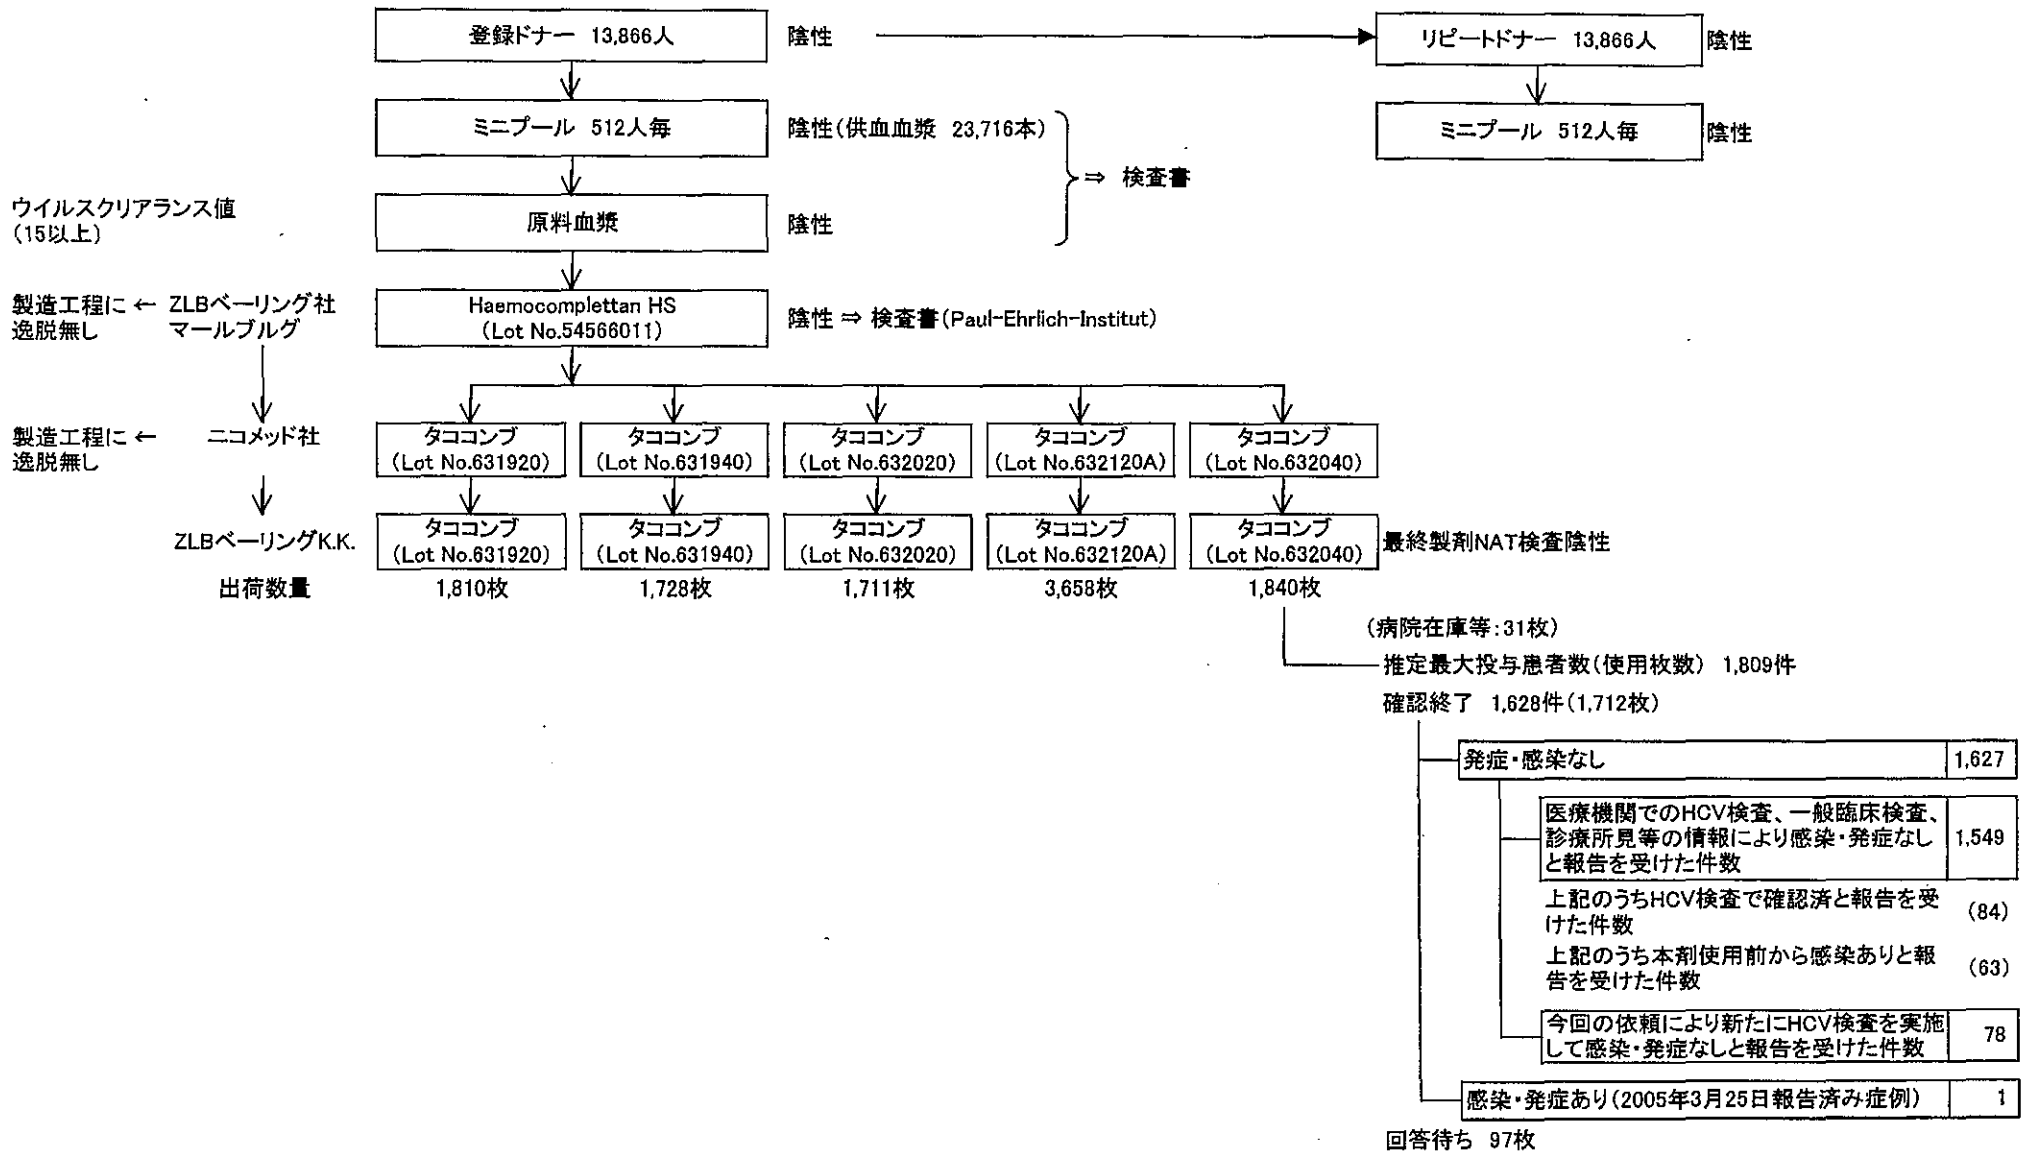 登録ドナー 13,866人
陰性
リピートドナー 13,866人
陰性
ミニプール 512人毎
陰性(供血血漿 23,716本)
ミニプール 512人毎
陰性
⇒ 検査書
ウイルスクリアランス値
(15以上)
原料血漿
陰性
製造工程に ← ZLBベーリング社
逸脱無し マールブルグ
Haemocomplettan HS
(Lot No.54566011)
陰性 ⇒ 検査書(Paul-Ehrlich-Institut)
製造工程に ← ニコメッド社
逸脱無し
タココンブ
(Lot No.631920)
タココンブ
(Lot No.631940)
タココンブ
(Lot No.632020)
タココンブ
(Lot No.632120A)
タココンブ
(Lot No.632040)
ZLBベーリングK.K.
タココンブ
(Lot No.631920)
タココンブ
(Lot No.631940)
タココンブ
(Lot No.632020)
タココンブ
(Lot No.632120A)
タココンブ
(Lot No.632040)
最終製剤NAT検査陰性
出荷数量
1,810枚
1,728枚
1,711枚
3,658枚
1,840枚
(病院在庫等:31枚)
推定最大投与患者数(使用枚数) 1,809件
確認終了 1,628件(1,712枚)
発症・感染なし 1,627
医療機関でのHCV検査、一般臨床検査、
診療所見等の情報により感染・発症なし
と報告を受けた件数
1,549
上記のうちHCV検査で確認済と報告を受
けた件数
(84)
上記のうち本剤使用前から感染ありと報
告を受けた件数
(63)
今回の依頼により新たにHCV検査を実施
して感染・発症なしと報告を受けた件数
78
感染・発症あり(2005年3月25日報告済み症例) 1
回答待ち 97枚